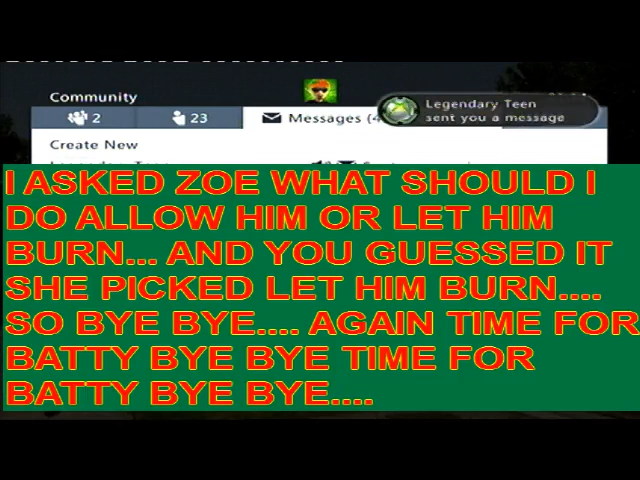 Community
Legendary Teen
sent you a message
2
23
Messages (4
Create New
I ASKED ZOE WHAT SHOULD I
DO ALLOW HIM OR LET HIM
BURN... AND YOU GUESSED IT
SHE PICKED LET HIM BURN....
SO BYE BYE.... AGAIN TIME FOR
BATTY BYE BYE TIME FOR
BATTY BYE BYE....